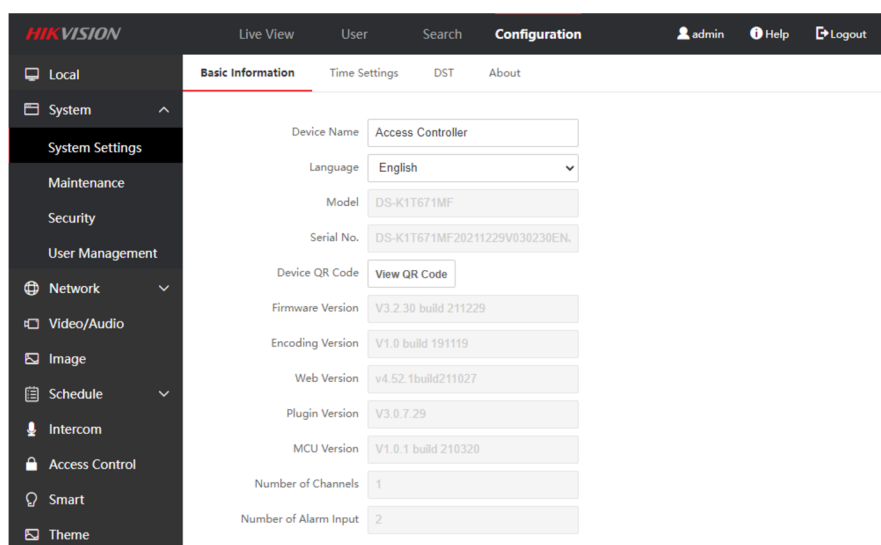 HIKVISION Live View User Search Configuration admin Help Logout
Local
System
System Settings
Maintenance
Security
User Management
Network
Video/Audio
Image
Schedule
Intercom
Access Control
Smart
Theme
Basic Information Time Settings DST About
Device Name Access Controller
Language English
Model DS-K1T671MF
Serial No. DS-K1T671MF20211229V030230EN.
Device QR Code View QR Code
Firmware Version V3.2.30 build 211229
Encoding Version V1.0 build 191119
Web Version v4.52.1build211027
Plugin Version V3.0.7.29
MCU Version V1.0.1 build 210320
Number of Channels 1
Number of Alarm Input 2